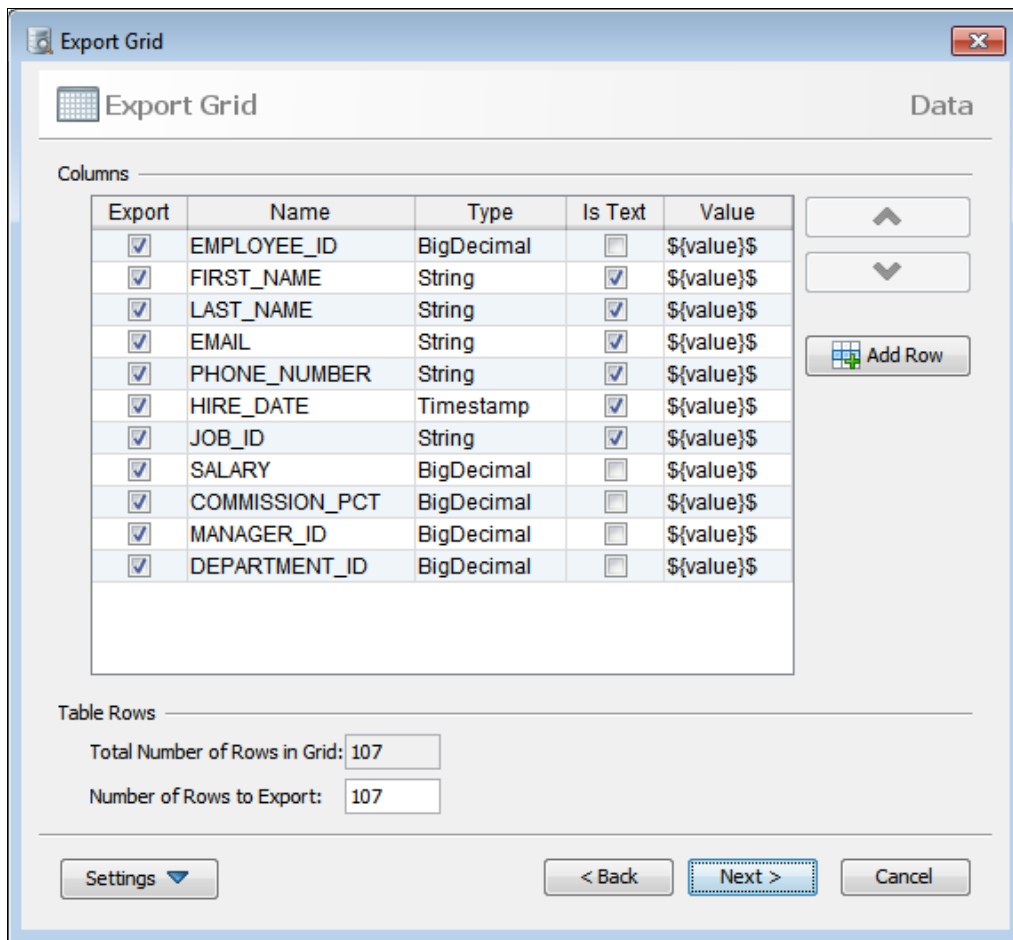 Export Grid
Export Grid Data
Columns
Export Name Type Is Text Value
EMPLOYEE_ID BigDecimal ${value}$
FIRST_NAME String ${value}$
LAST_NAME String ${value}$
EMAIL String ${value}$
PHONE_NUMBER String ${value}$
HIRE_DATE Timestamp ${value}$
JOB_ID String ${value}$
SALARY BigDecimal ${value}$
COMMISSION_PCT BigDecimal ${value}$
MANAGER_ID BigDecimal ${value}$
DEPARTMENT_ID BigDecimal ${value}$
Add Row
Table Rows
Total Number of Rows in Grid: 107
Number of Rows to Export: 107
Settings < Back Next > Cancel